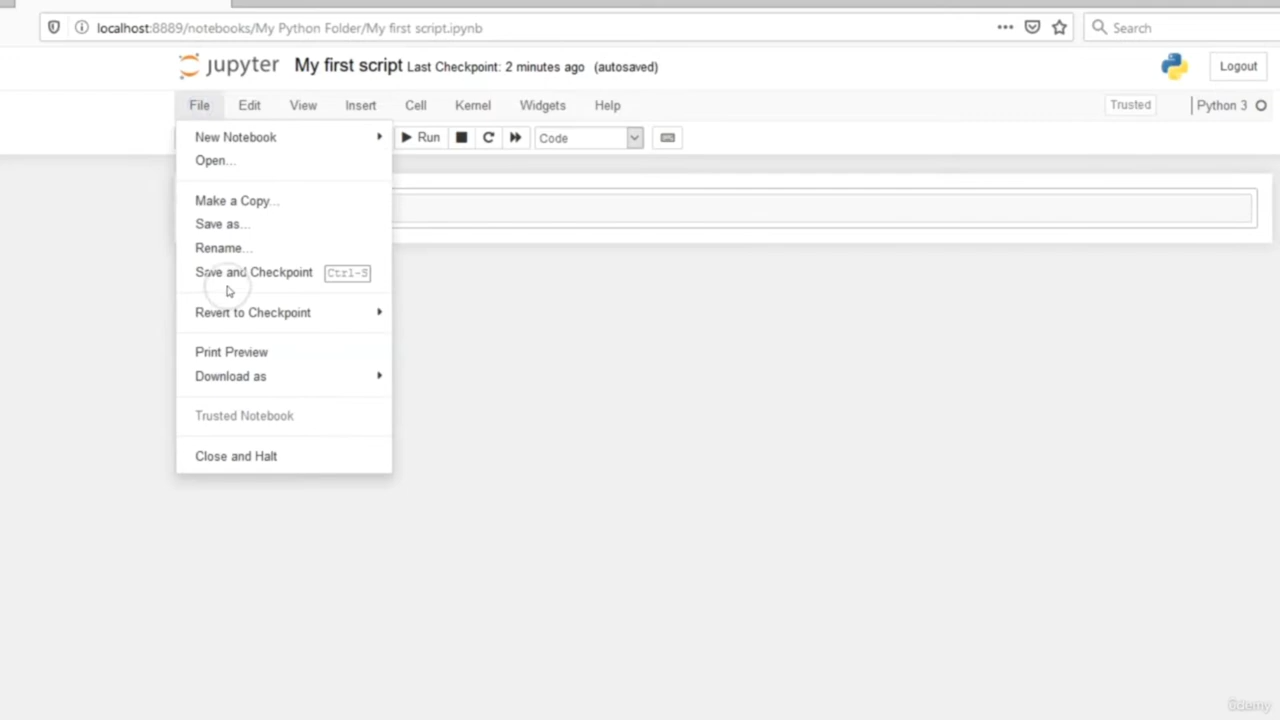 localhost:8889/notebooks/My Python Folder/My first script.ipynb
Search
jupyter My first script Last Checkpoint: 2 minutes ago (autosaved)
Logout
File Edit View Insert Cell Kernel Widgets Help
Trusted
Python 3
New Notebook
Run
Code
Open...
Make a Copy...
Save as...
Rename...
Save and Checkpoint Ctrl-S
Revert to Checkpoint
Print Preview
Download as
Trusted Notebook
Close and Halt
ûdemy